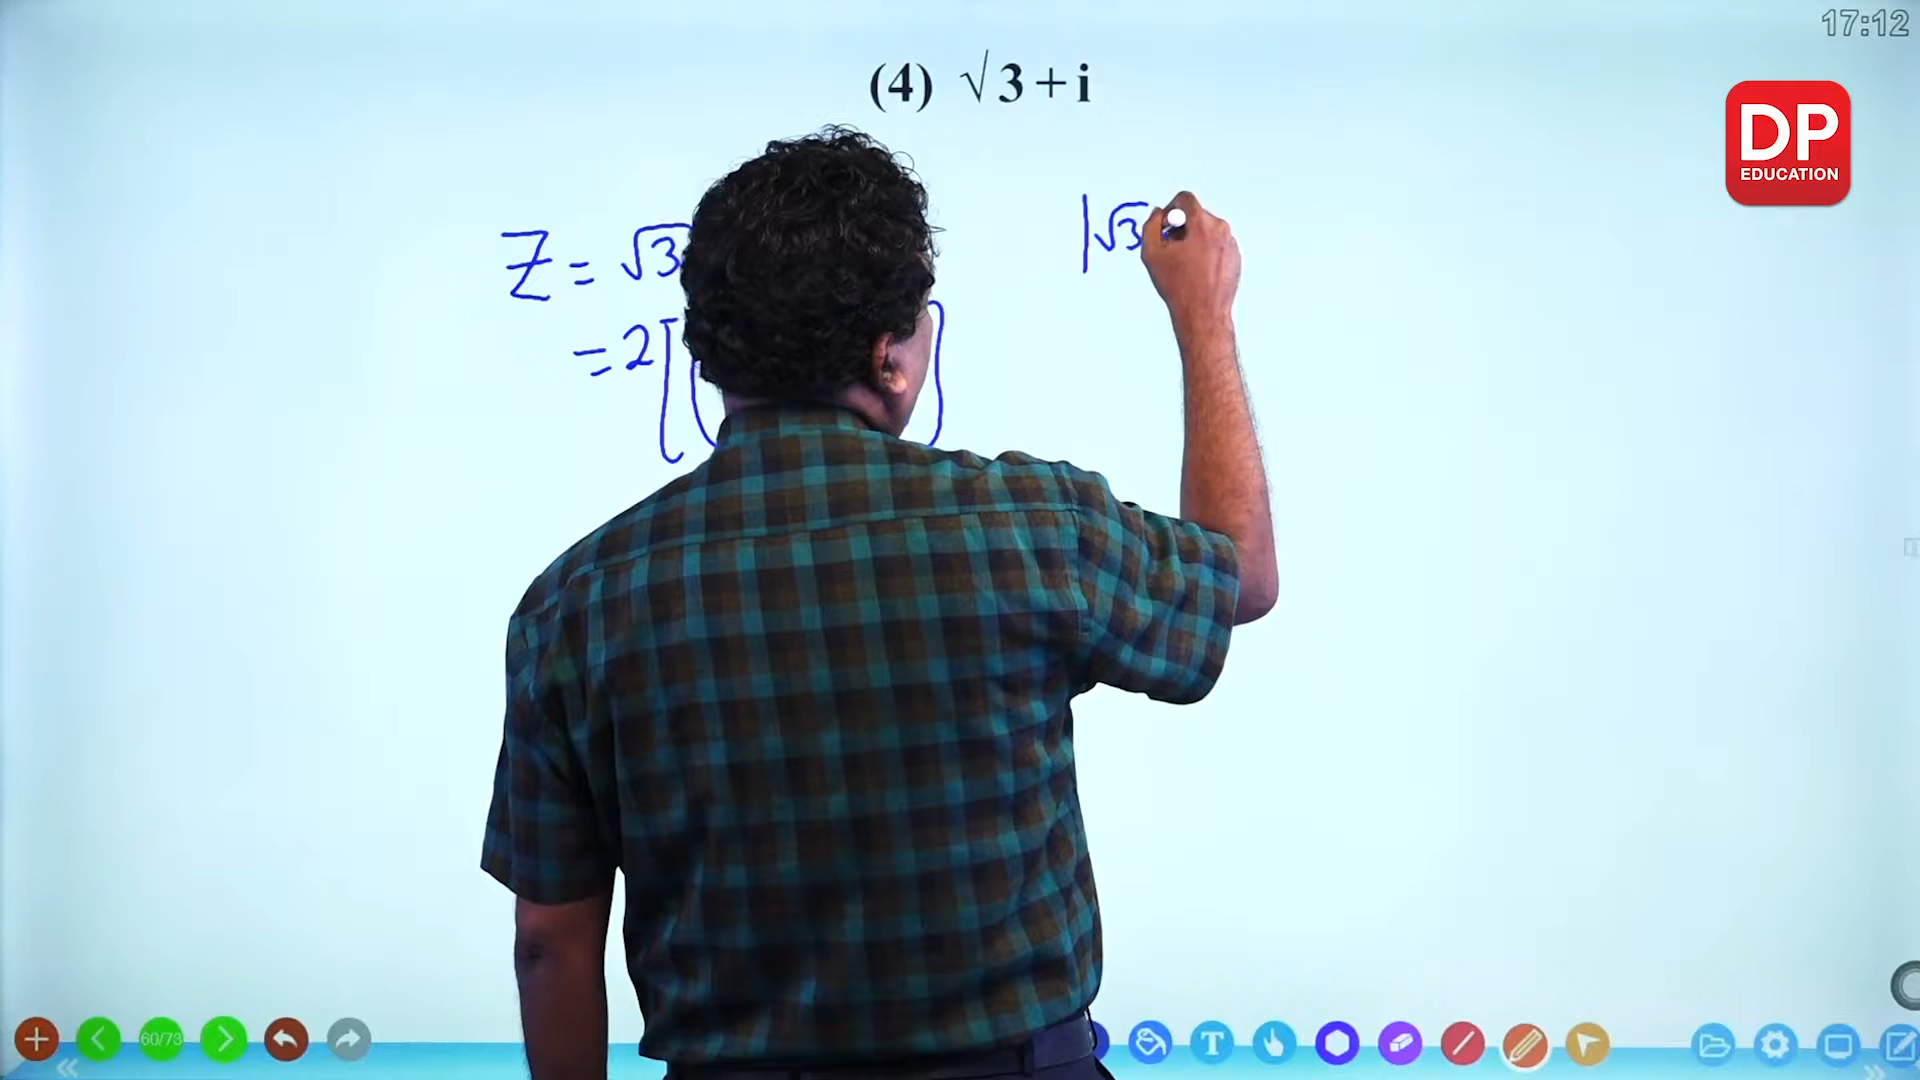 17:12
(4) √3+i
DP
EDUCATION
|√3
Z = √3
= 2 [(
60/73
T